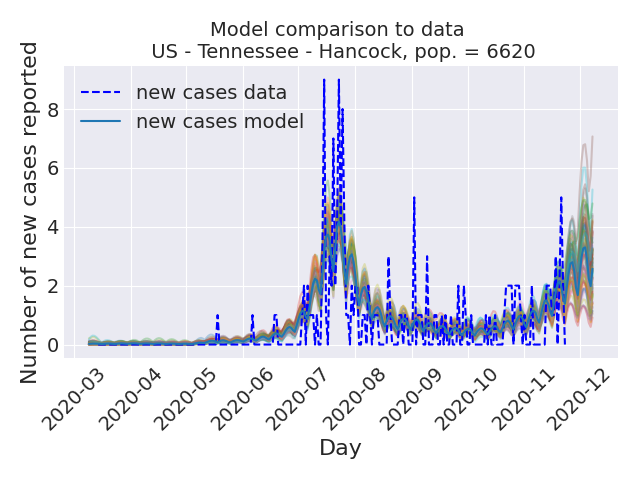 Model comparison to data
US - Tennessee - Hancock, pop. = 6620
Number of new cases reported
8
6
4
2
0
new cases data
new cases model
2020-03
2020-04
2020-05
2020-06
2020-07
2020-08
2020-09
2020-10
2020-11
2020-12
Day